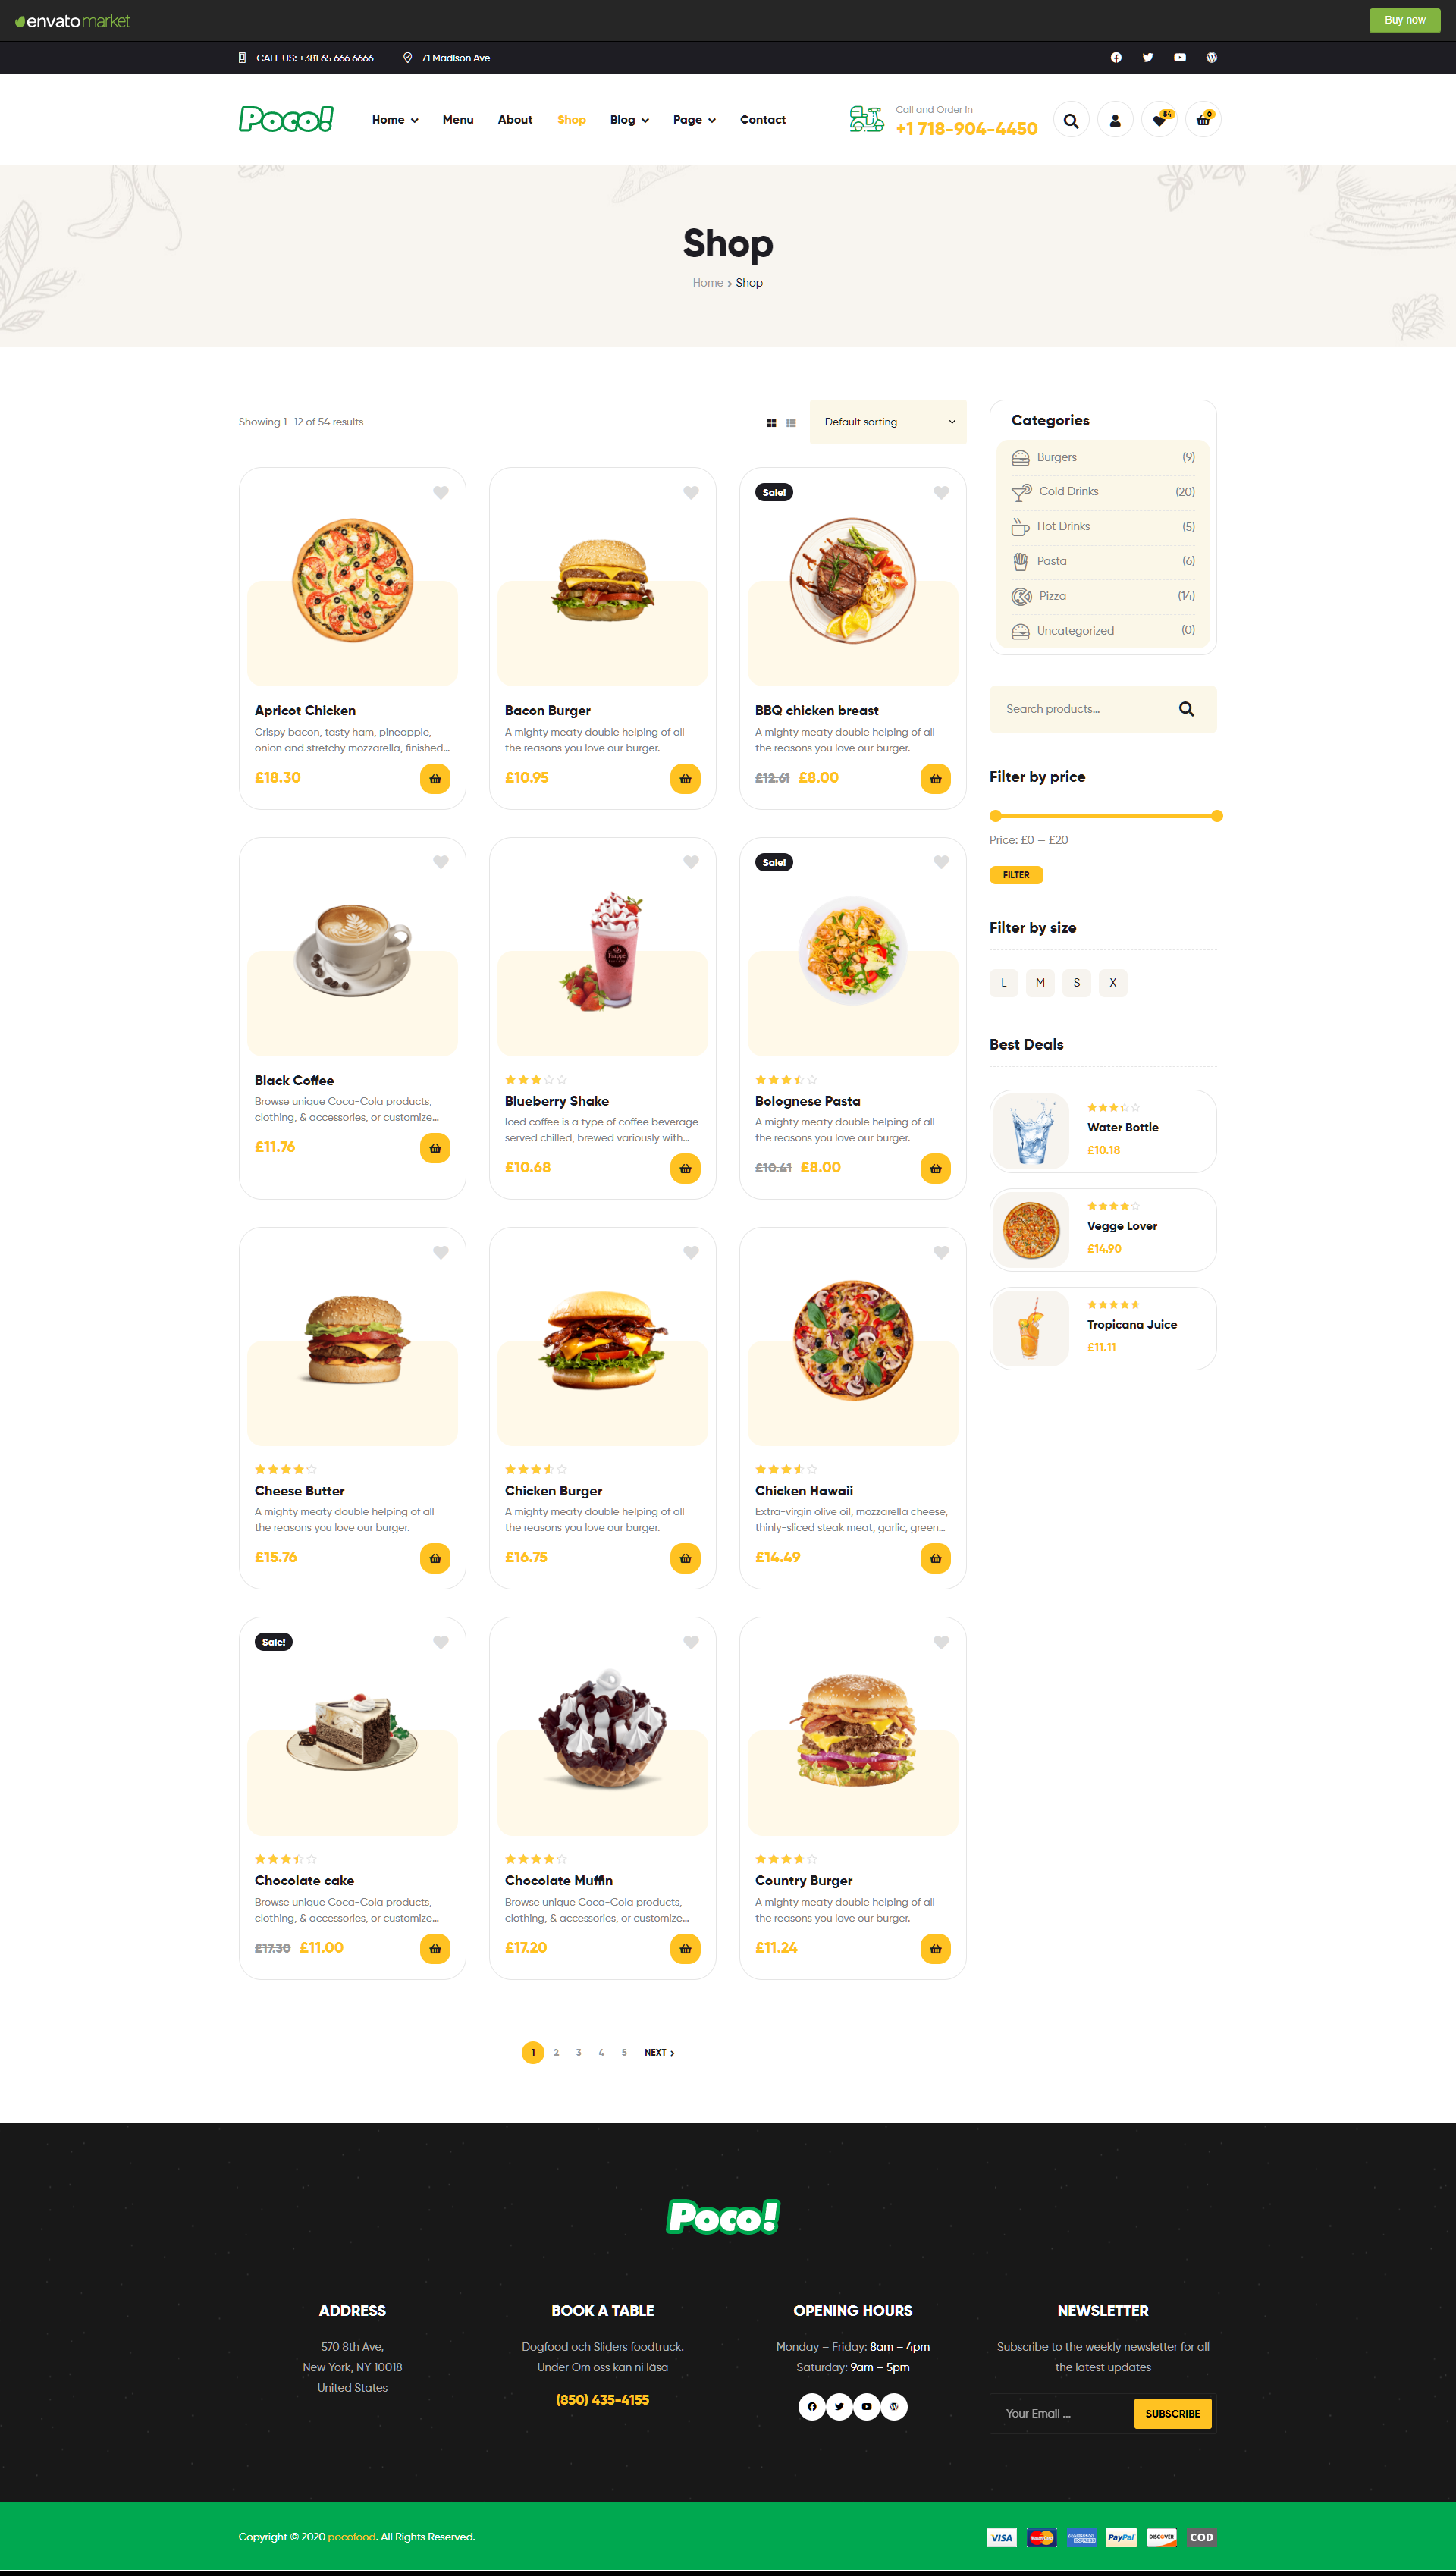 envatomarket
Buy now
CALL US: +381 65 666 6666
71 Madison Ave
Poco!
Home
Menu
About
Shop
Blog
Page
Contact
Call and Order In
+1 718-904-4450
54
0
Shop
Home > Shop
Showing 1–12 of 54 results
Default sorting
Apricot Chicken
Crispy bacon, tasty ham, pineapple,
onion and stretchy mozzarella, finished...
£18.30
Bacon Burger
A mighty meaty double helping of all
the reasons you love our burger.
£10.95
Sale!
BBQ chicken breast
A mighty meaty double helping of all
the reasons you love our burger.
£12.61 £8.00
Black Coffee
Browse unique Coca-Cola products,
clothing, & accessories, or customize...
£11.76
Frappe
Blueberry Shake
Iced coffee is a type of coffee beverage
served chilled, brewed variously with...
£10.68
Sale!
Bolognese Pasta
A mighty meaty double helping of all
the reasons you love our burger.
£10.41 £8.00
Cheese Butter
A mighty meaty double helping of all
the reasons you love our burger.
£15.76
Chicken Burger
A mighty meaty double helping of all
the reasons you love our burger.
£16.75
Chicken Hawaii
Extra-virgin olive oil, mozzarella cheese,
thinly-sliced steak meat, garlic, green...
£14.49
Sale!
Chocolate cake
Browse unique Coca-Cola products,
clothing, & accessories, or customize...
£17.30 £11.00
Chocolate Muffin
Browse unique Coca-Cola products,
clothing, & accessories, or customize...
£17.20
Country Burger
A mighty meaty double helping of all
the reasons you love our burger.
£11.24
1 2 3 4 5 NEXT >
Categories
Burgers (9)
Cold Drinks (20)
Hot Drinks (5)
Pasta (6)
Pizza (14)
Uncategorized (0)
Search products...
Filter by price
Price: £0 — £20
FILTER
Filter by size
L M S X
Best Deals
Water Bottle
£10.18
Vegge Lover
£14.90
Tropicana Juice
£11.11
Poco!
ADDRESS
570 8th Ave,
New York, NY 10018
United States
BOOK A TABLE
Dogfood och Sliders foodtruck.
Under Om oss kan ni läsa
(850) 435-4155
OPENING HOURS
Monday – Friday: 8am – 4pm
Saturday: 9am – 5pm
NEWSLETTER
Subscribe to the weekly newsletter for all
the latest updates
Your Email ...
SUBSCRIBE
Copyright © 2020 pocofood. All Rights Reserved.
VISA
MasterCard
AMERICAN EXPRESS
PayPal
DISCOVER
COD